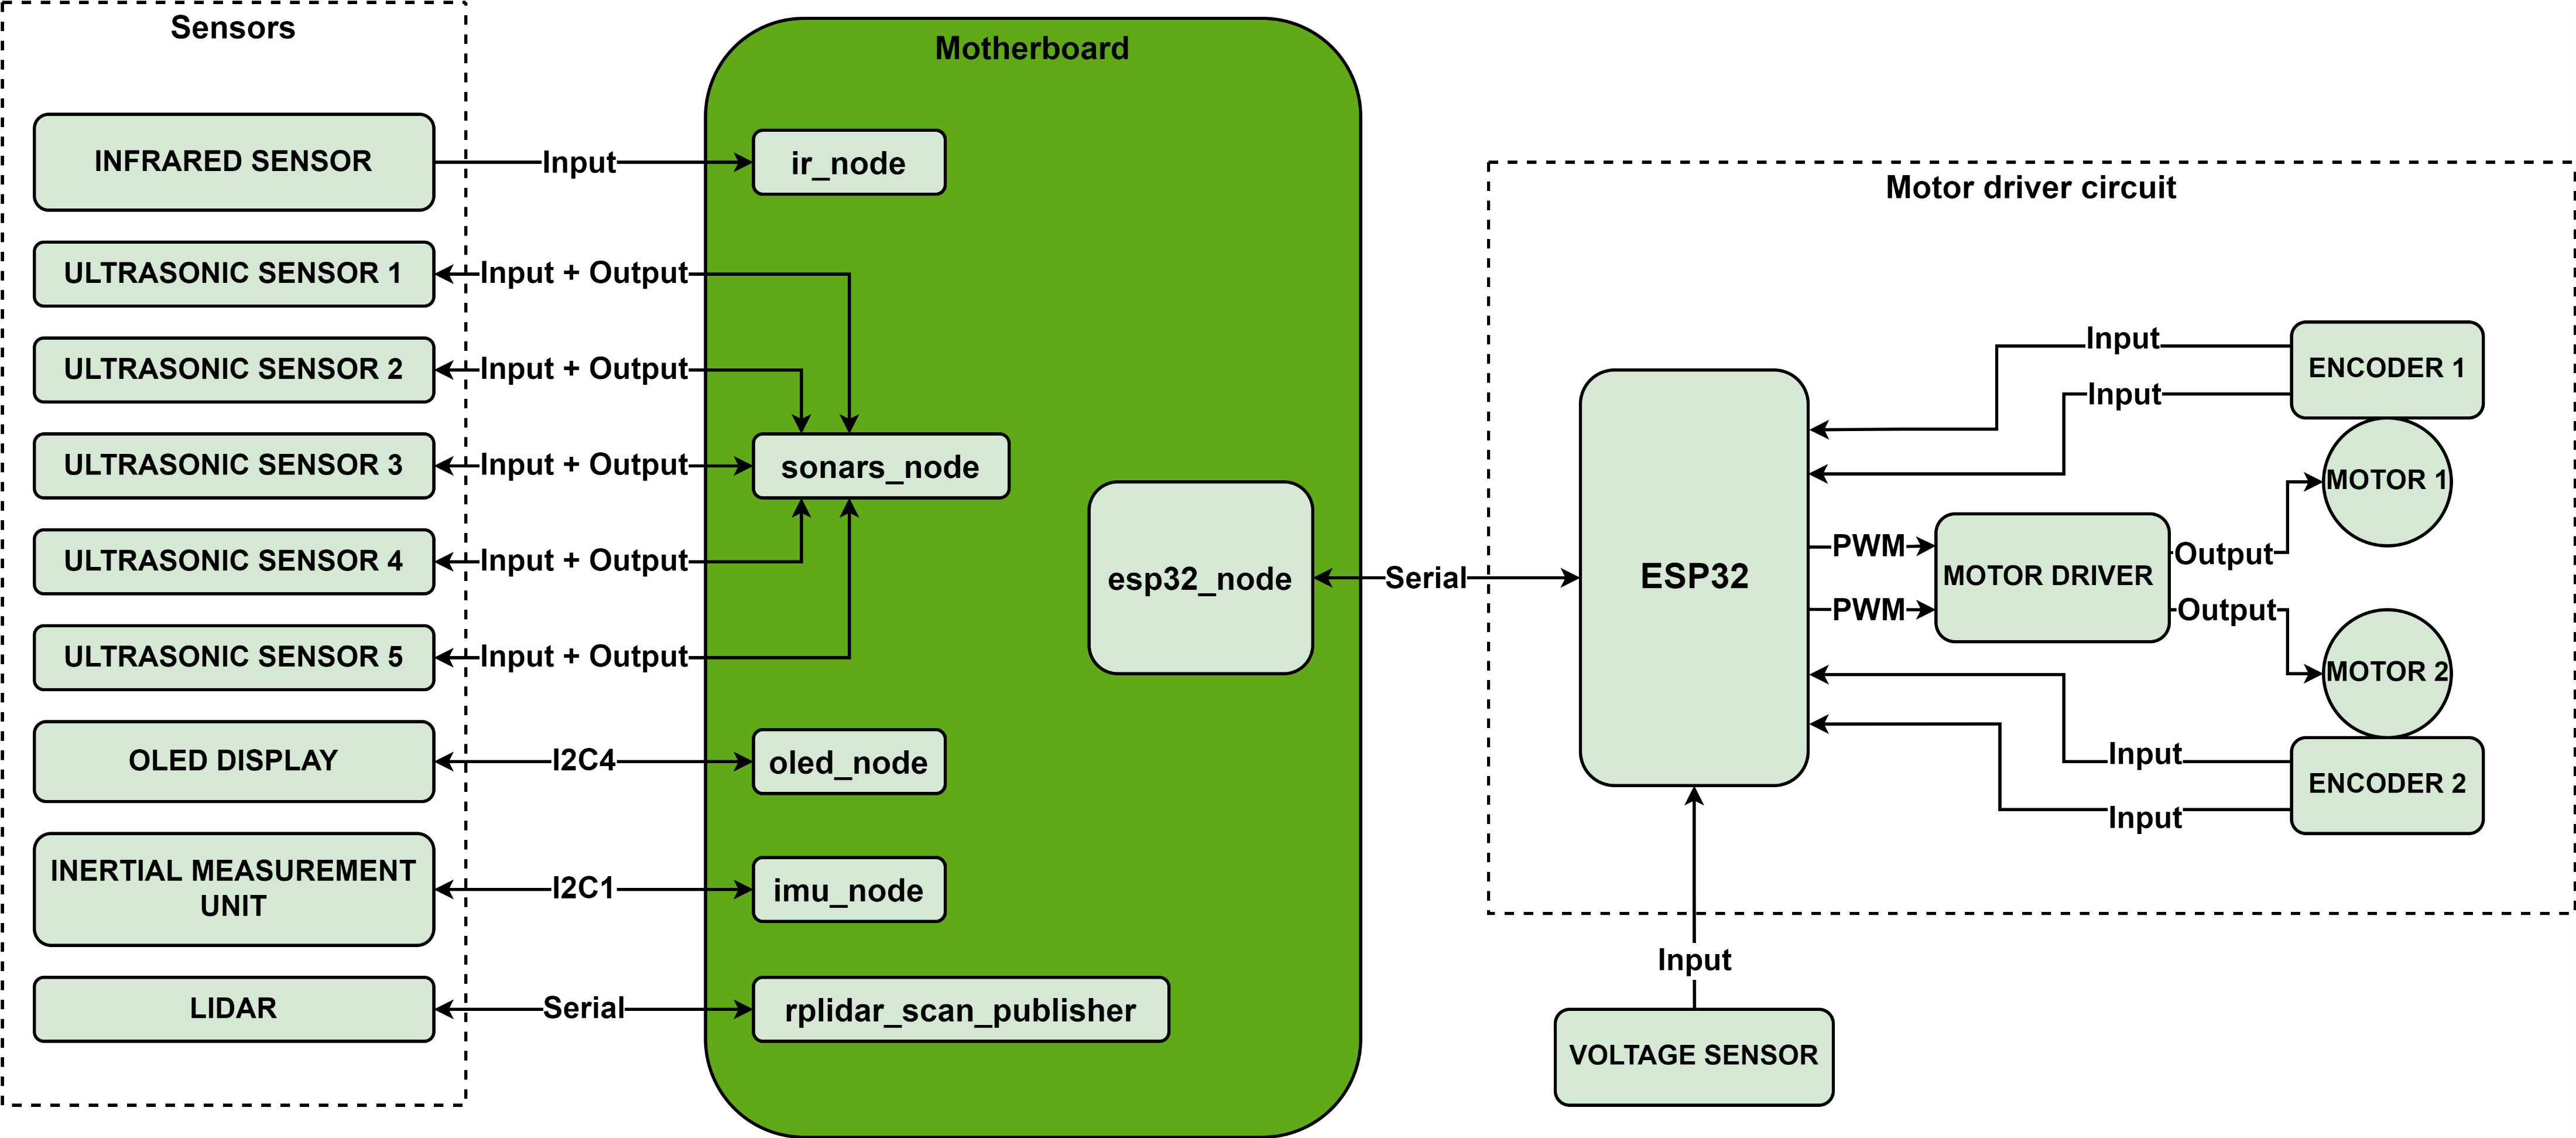 Sensors
INFRARED SENSOR
ULTRASONIC SENSOR 1
ULTRASONIC SENSOR 2
ULTRASONIC SENSOR 3
ULTRASONIC SENSOR 4
ULTRASONIC SENSOR 5
OLED DISPLAY
INERTIAL MEASUREMENT
UNIT
LIDAR
Input
Input + Output
Input + Output
Input + Output
Input + Output
Input + Output
I2C4
I2C1
Serial
Motherboard
ir_node
sonars_node
esp32_node
oled_node
imu_node
rplidar_scan_publisher
Serial
Motor driver circuit
ESP32
Input
Input
PWM
PWM
Input
Input
MOTOR DRIVER
Output
Output
ENCODER 1
MOTOR 1
MOTOR 2
ENCODER 2
Input
VOLTAGE SENSOR